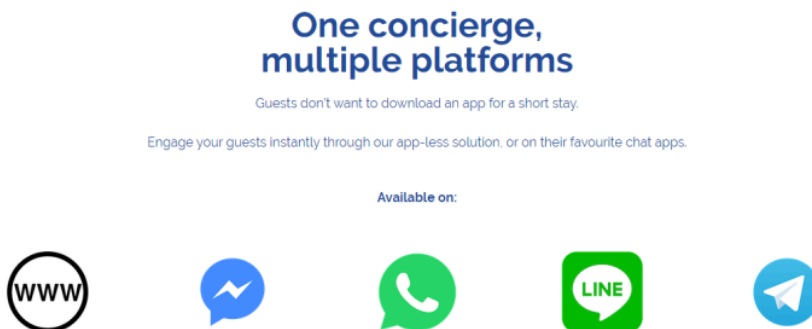 One concierge,
multiple platforms
Guests don't want to download an app for a short stay.
Engage your guests instantly through our app-less solution, or on their favourite chat apps.
Available on:
WWW
LINE